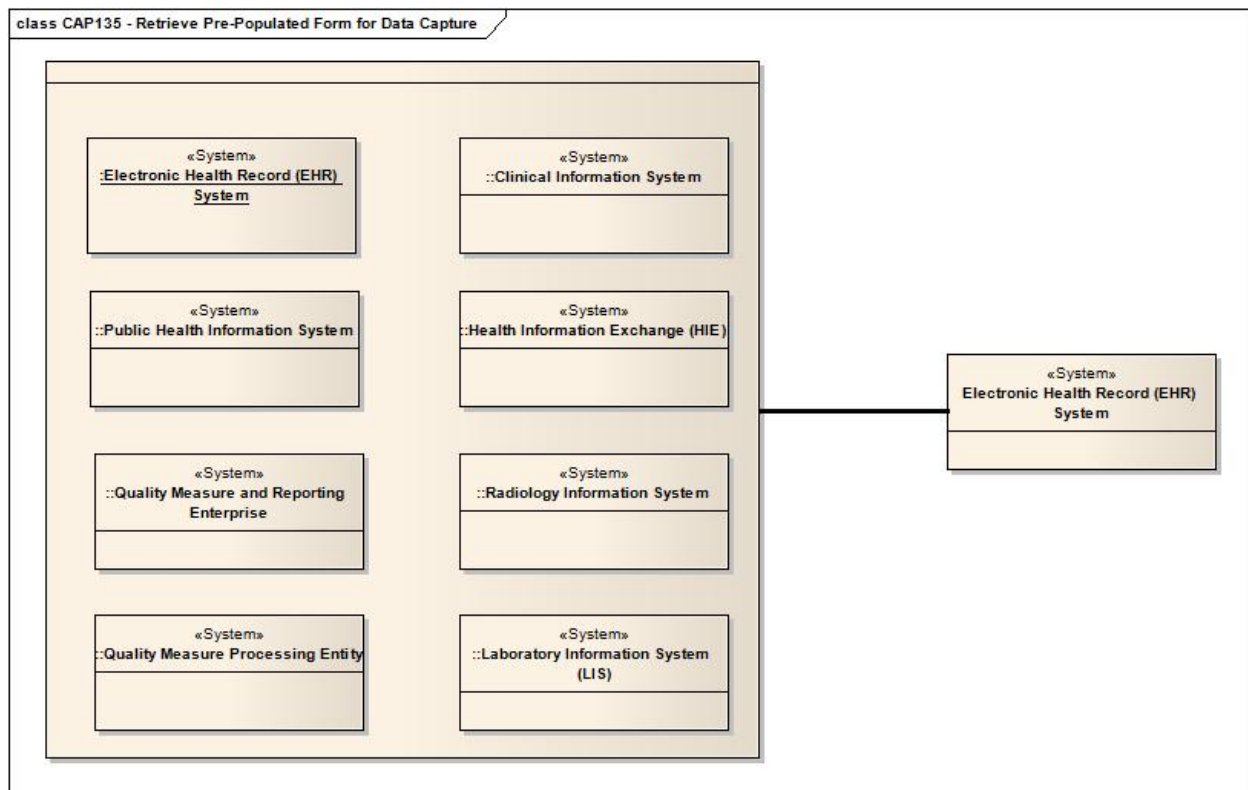 class CAP135 - Retrieve Pre-Populated Form for Data Capture
«System»
:Electronic Health Record (EHR)
System
«System»
::Clinical Information System
«System»
::Public Health Information System
«System»
::Health Information Exchange (HIE)
«System»
Electronic Health Record (EHR)
System
«System»
::Quality Measure and Reporting
Enterprise
«System»
::Radiology Information System
«System»
::Quality Measure Processing Entity
«System»
::Laboratory Information System
(LIS)